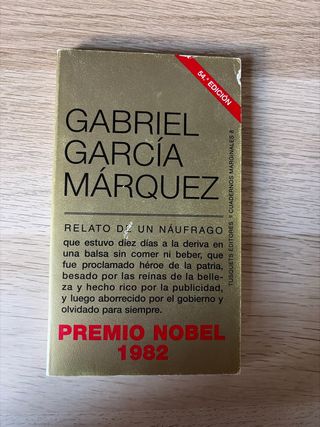 54.ª EDICIÓN
GABRIEL
GARCÍA
MÁRQUEZ
RELATO DE UN NÁUFRAGO
que estuvo diez días a la deriva en
una balsa sin comer ni beber, que
fue proclamado héroe de la patria,
besado por las reinas de la belle-
za y hecho rico por la publicidad,
y luego aborrecido por el gobierno y
olvidado para siempre.
PREMIO NOBEL
1982
TUSQUETS EDITORES CUADERNOS MARGINALES 8